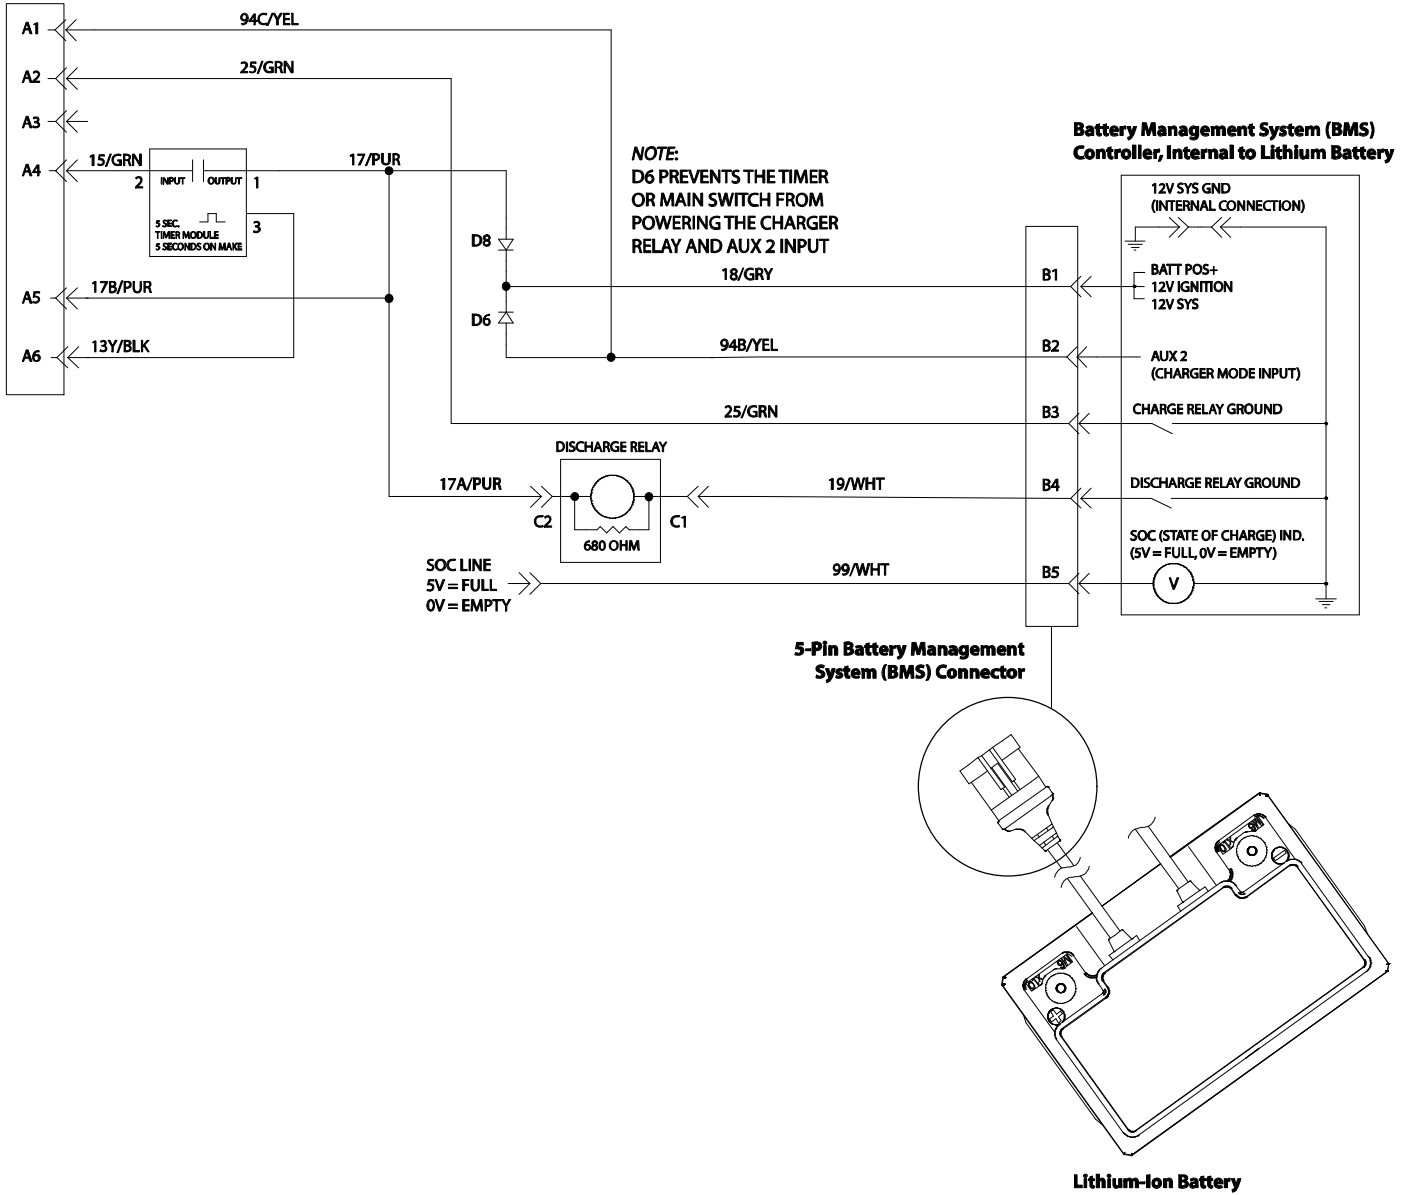 A1
94C/YEL
A2
25/GRN
A3
A4
15/GRN
2
INPUT
OUTPUT
1
17/PUR
5 SEC,
TIMER MODULE
5 SECONDS ON MAKE
3
A5
17B/PUR
A6
13Y/BLK
NOTE:
D6 PREVENTS THE TIMER
OR MAIN SWITCH FROM
POWERING THE CHARGER
RELAY AND AUX 2 INPUT
D8
D6
18/GRY
94B/YEL
25/GRN
DISCHARGE RELAY
17A/PUR
C2
C1
680 OHM
19/WHT
SOC LINE
5V = FULL
0V = EMPTY
99/WHT
B1
B2
B3
B4
B5
Battery Management System (BMS)
Controller, Internal to Lithium Battery
12V SYS GND
(INTERNAL CONNECTION)
BATT POS+
12V IGNITION
12V SYS
AUX 2
(CHARGER MODE INPUT)
CHARGE RELAY GROUND
DISCHARGE RELAY GROUND
SOC (STATE OF CHARGE) IND.
(5V = FULL, 0V = EMPTY)
V
5-Pin Battery Management
System (BMS) Connector
Lithium-Ion Battery